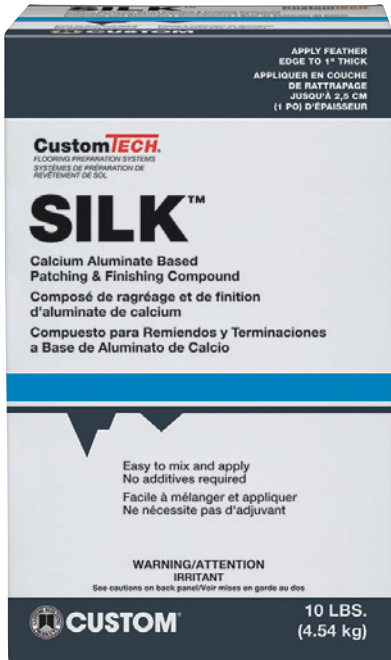 CustomTECH
CUSTOM
APPLY FEATHER
EDGE TO 1" THICK
APPLIQUER EN COUCHE
DE RATTRAPAGE
JUSQU'À 2,5 CM
(1 PO) D'ÉPAISSEUR
CustomTECH.
FLOORING PREPARATION SYSTEMS
SYSTÈMES DE PRÉPARATION DE
REVÊTEMENT DE SOL
SILK™
Calcium Aluminate Based
Patching & Finishing Compound
Composé de ragréage et de finition
d'aluminate de calcium
Compuesto para Remiendos y Terminaciones
a Base de Aluminato de Calcio
Easy to mix and apply
No additives required
Facile à mélanger et appliquer
Ne nécessite pas d'adjuvant
WARNING/ATTENTION
IRRITANT
See cautions on back panel/Voir mises en garde au dos
CUSTOM®
10 LBS.
(4.54 kg)